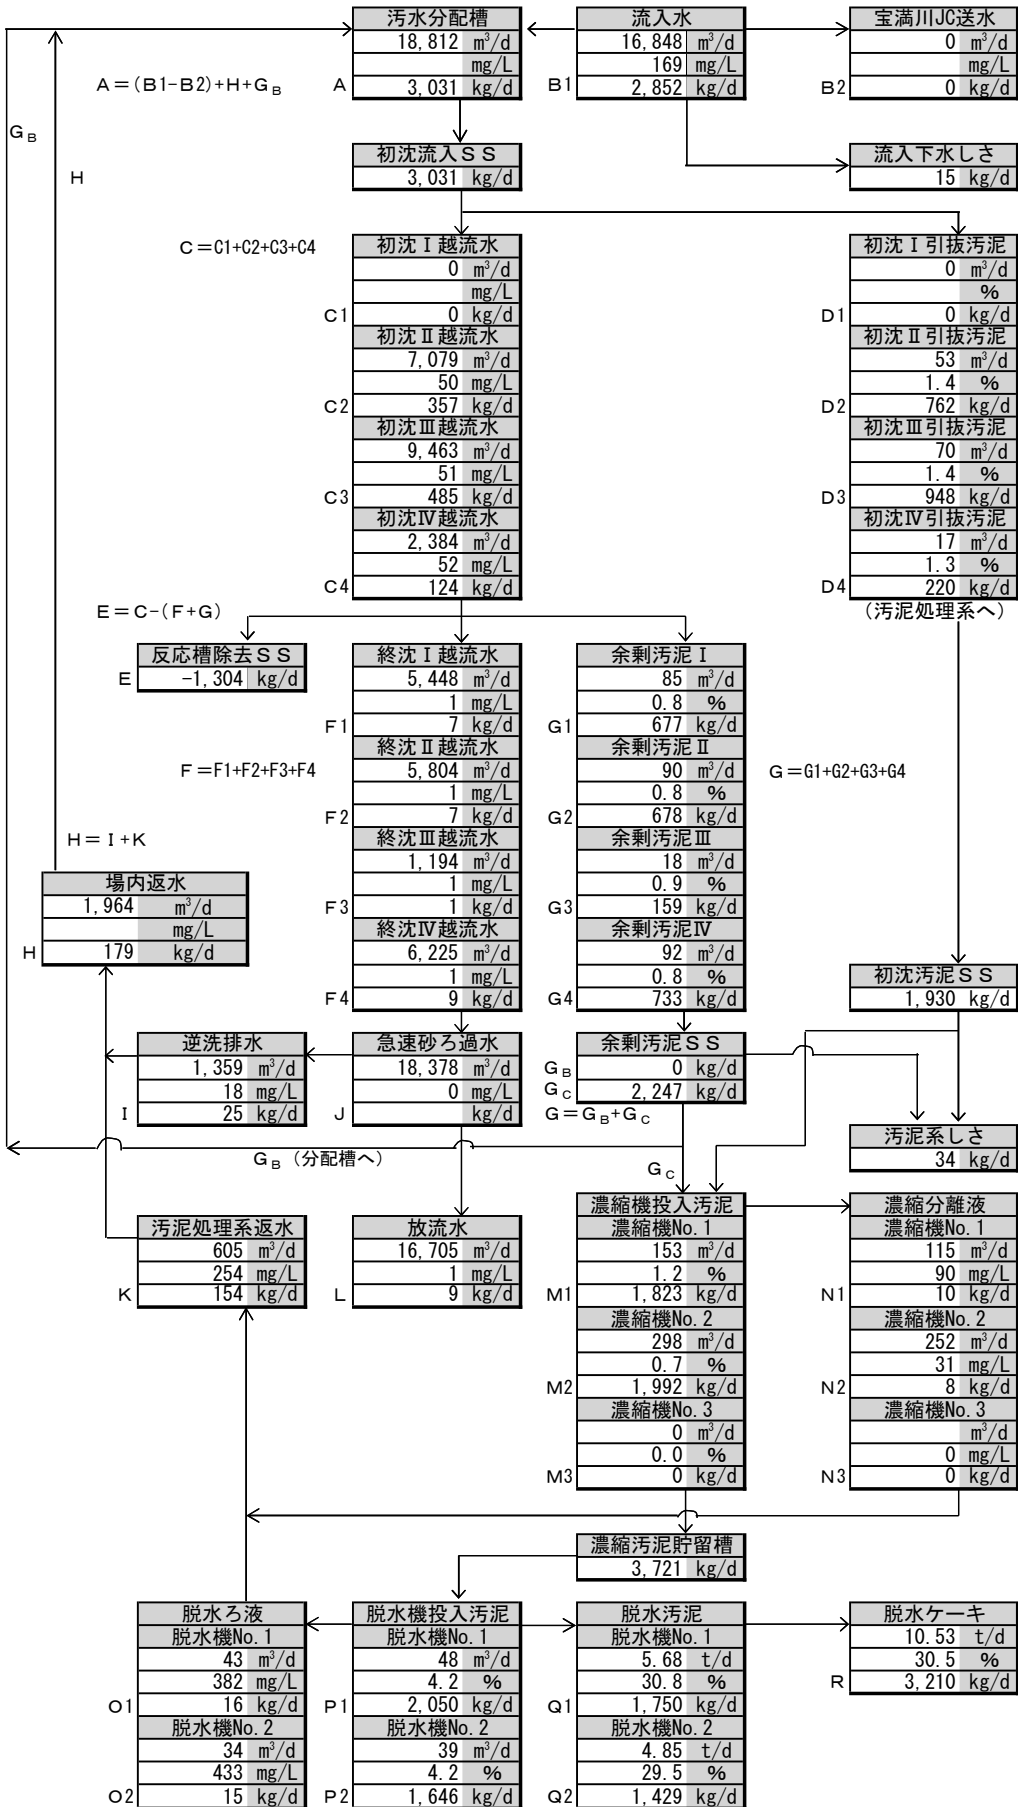 汚水分配槽
18,812 m³/d
mg/L
A 3,031 kg/d
流入水
16,848 m³/d
169 mg/L
B1 2,852 kg/d
宝満川JC送水
0 m³/d
mg/L
B2 0 kg/d
A＝(B1-B2)+H+GB
GB
H
初沈流入SS
3,031 kg/d
流入下水しさ
15 kg/d
C＝C1+C2+C3+C4
初沈Ⅰ越流水
0 m³/d
mg/L
C1 0 kg/d
初沈Ⅱ越流水
7,079 m³/d
50 mg/L
C2 357 kg/d
初沈Ⅲ越流水
9,463 m³/d
51 mg/L
C3 485 kg/d
初沈Ⅳ越流水
2,384 m³/d
52 mg/L
C4 124 kg/d
初沈Ⅰ引抜汚泥
0 m³/d
%
D1 0 kg/d
初沈Ⅱ引抜汚泥
53 m³/d
1.4 %
D2 762 kg/d
初沈Ⅲ引抜汚泥
70 m³/d
1.4 %
D3 948 kg/d
初沈Ⅳ引抜汚泥
17 m³/d
1.3 %
D4 220 kg/d
(汚泥処理系へ)
E＝C-(F+G)
反応槽除去SS
E -1,304 kg/d
終沈Ⅰ越流水
5,448 m³/d
1 mg/L
F1 7 kg/d
終沈Ⅱ越流水
F＝F1+F2+F3+F4
5,804 m³/d
1 mg/L
F2 7 kg/d
終沈Ⅲ越流水
1,194 m³/d
1 mg/L
F3 1 kg/d
終沈Ⅳ越流水
6,225 m³/d
1 mg/L
F4 9 kg/d
余剰汚泥Ⅰ
85 m³/d
0.8 %
G1 677 kg/d
余剰汚泥Ⅱ
90 m³/d
0.8 %
G2 678 kg/d
G＝G1+G2+G3+G4
余剰汚泥Ⅲ
18 m³/d
0.9 %
G3 159 kg/d
余剰汚泥Ⅳ
92 m³/d
0.8 %
G4 733 kg/d
H＝I+K
場内返水
1,964 m³/d
mg/L
H 179 kg/d
初沈汚泥SS
1,930 kg/d
逆洗排水
1,359 m³/d
18 mg/L
I 25 kg/d
急速砂ろ過水
18,378 m³/d
0 mg/L
J kg/d
余剰汚泥SS
GB 0 kg/d
GC 2,247 kg/d
G＝GB+GC
汚泥系しさ
34 kg/d
GB (分配槽へ)
GC
汚泥処理系返水
605 m³/d
254 mg/L
K 154 kg/d
放流水
16,705 m³/d
1 mg/L
L 9 kg/d
濃縮機投入汚泥
濃縮機No.1
153 m³/d
1.2 %
M1 1,823 kg/d
濃縮機No.2
298 m³/d
0.7 %
M2 1,992 kg/d
濃縮機No.3
0 m³/d
0.0 %
M3 0 kg/d
濃縮分離液
濃縮機No.1
115 m³/d
90 mg/L
N1 10 kg/d
濃縮機No.2
252 m³/d
31 mg/L
N2 8 kg/d
濃縮機No.3
m³/d
0 mg/L
N3 0 kg/d
濃縮汚泥貯留槽
3,721 kg/d
脱水ろ液
脱水機No.1
43 m³/d
382 mg/L
O1 16 kg/d
脱水機No.2
34 m³/d
433 mg/L
O2 15 kg/d
脱水機投入汚泥
脱水機No.1
48 m³/d
4.2 %
P1 2,050 kg/d
脱水機No.2
39 m³/d
4.2 %
P2 1,646 kg/d
脱水汚泥
脱水機No.1
5.68 t/d
30.8 %
Q1 1,750 kg/d
脱水機No.2
4.85 t/d
29.5 %
Q2 1,429 kg/d
脱水ケーキ
10.53 t/d
30.5 %
R 3,210 kg/d